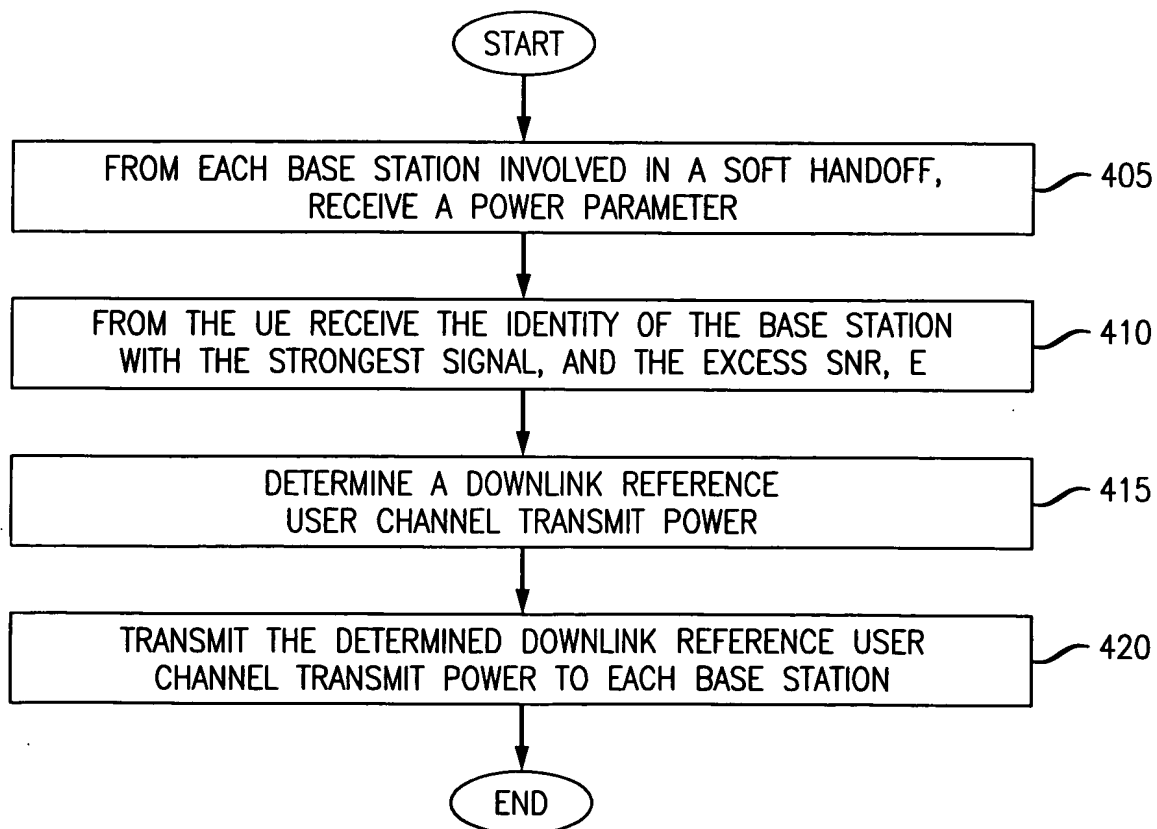 START
FROM EACH BASE STATION INVOLVED IN A SOFT HANDOFF,
RECEIVE A POWER PARAMETER
405
FROM THE UE RECEIVE THE IDENTITY OF THE BASE STATION
WITH THE STRONGEST SIGNAL, AND THE EXCESS SNR, E
410
DETERMINE A DOWNLINK REFERENCE
USER CHANNEL TRANSMIT POWER
415
TRANSMIT THE DETERMINED DOWNLINK REFERENCE USER
CHANNEL TRANSMIT POWER TO EACH BASE STATION
420
END